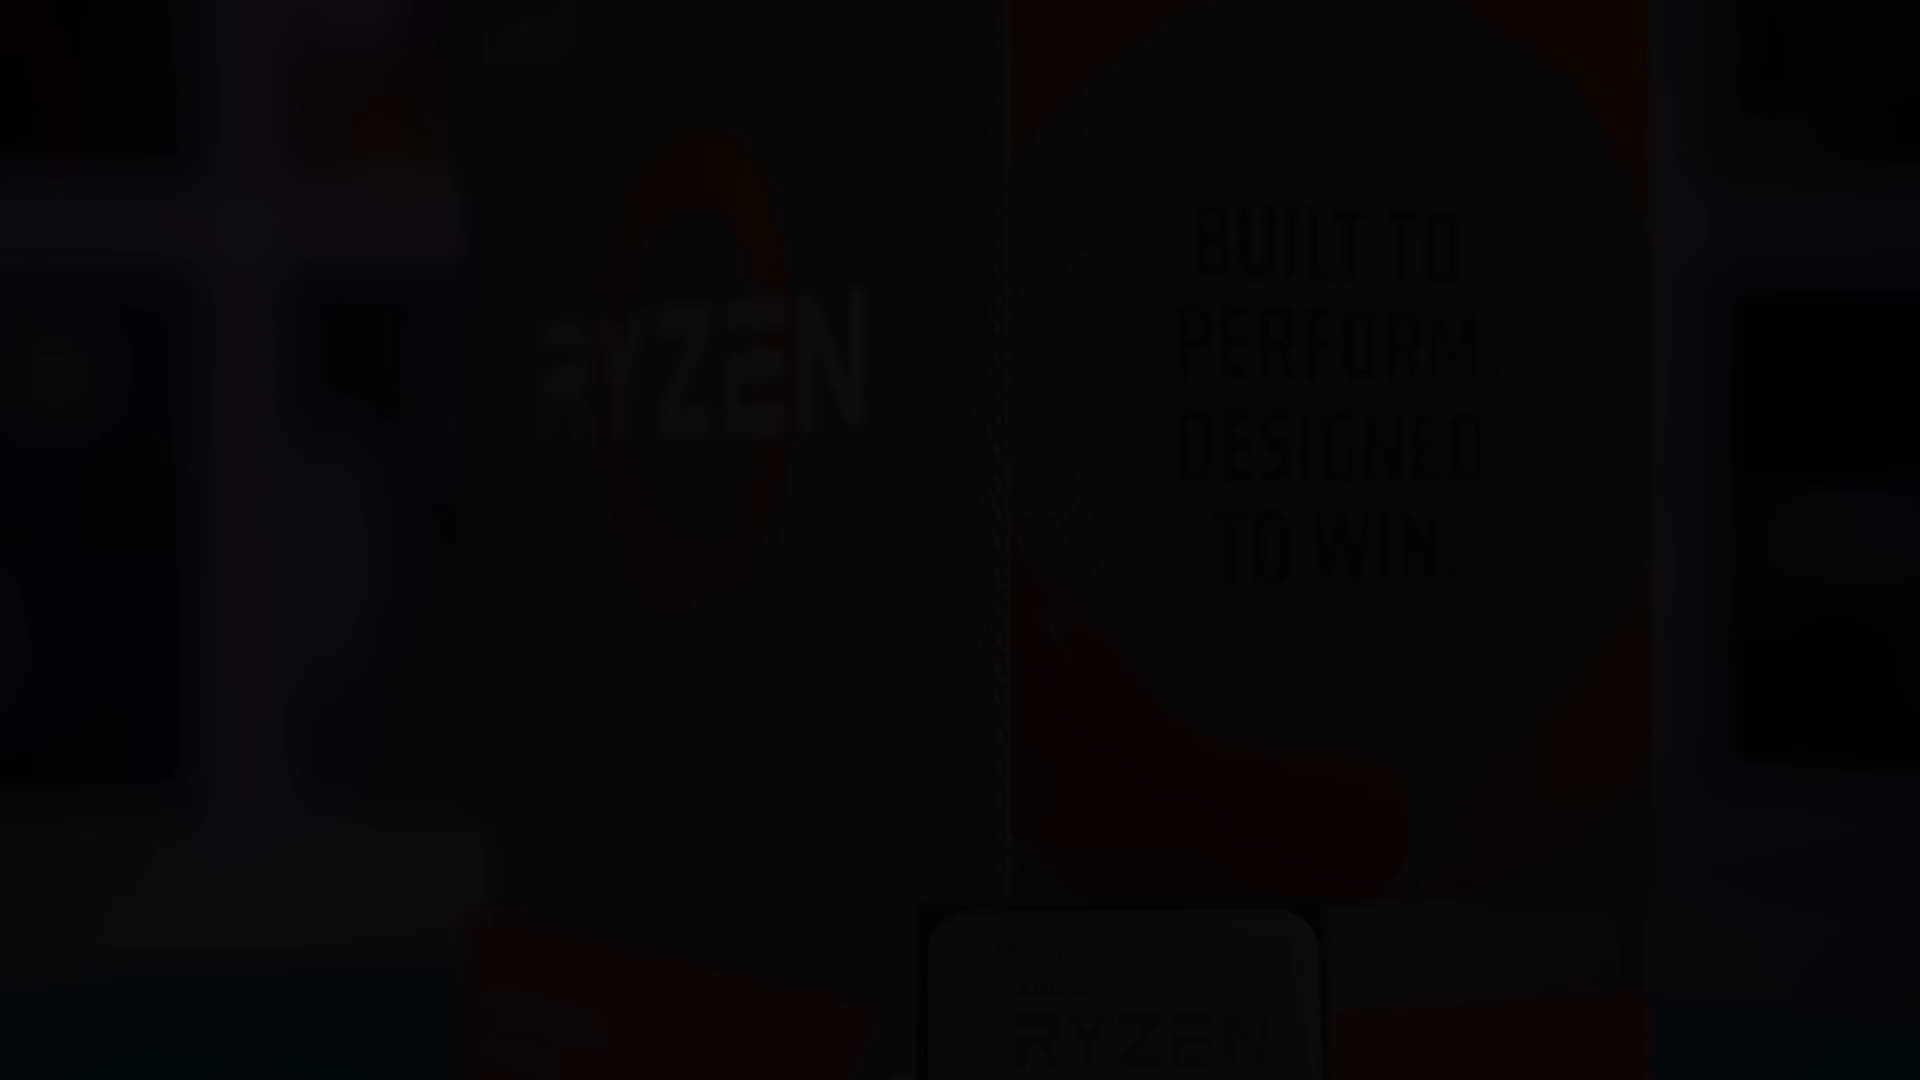 RYZEN
BUILT TO
PERFORM.
DESIGNED
TO WIN.
RYZEN